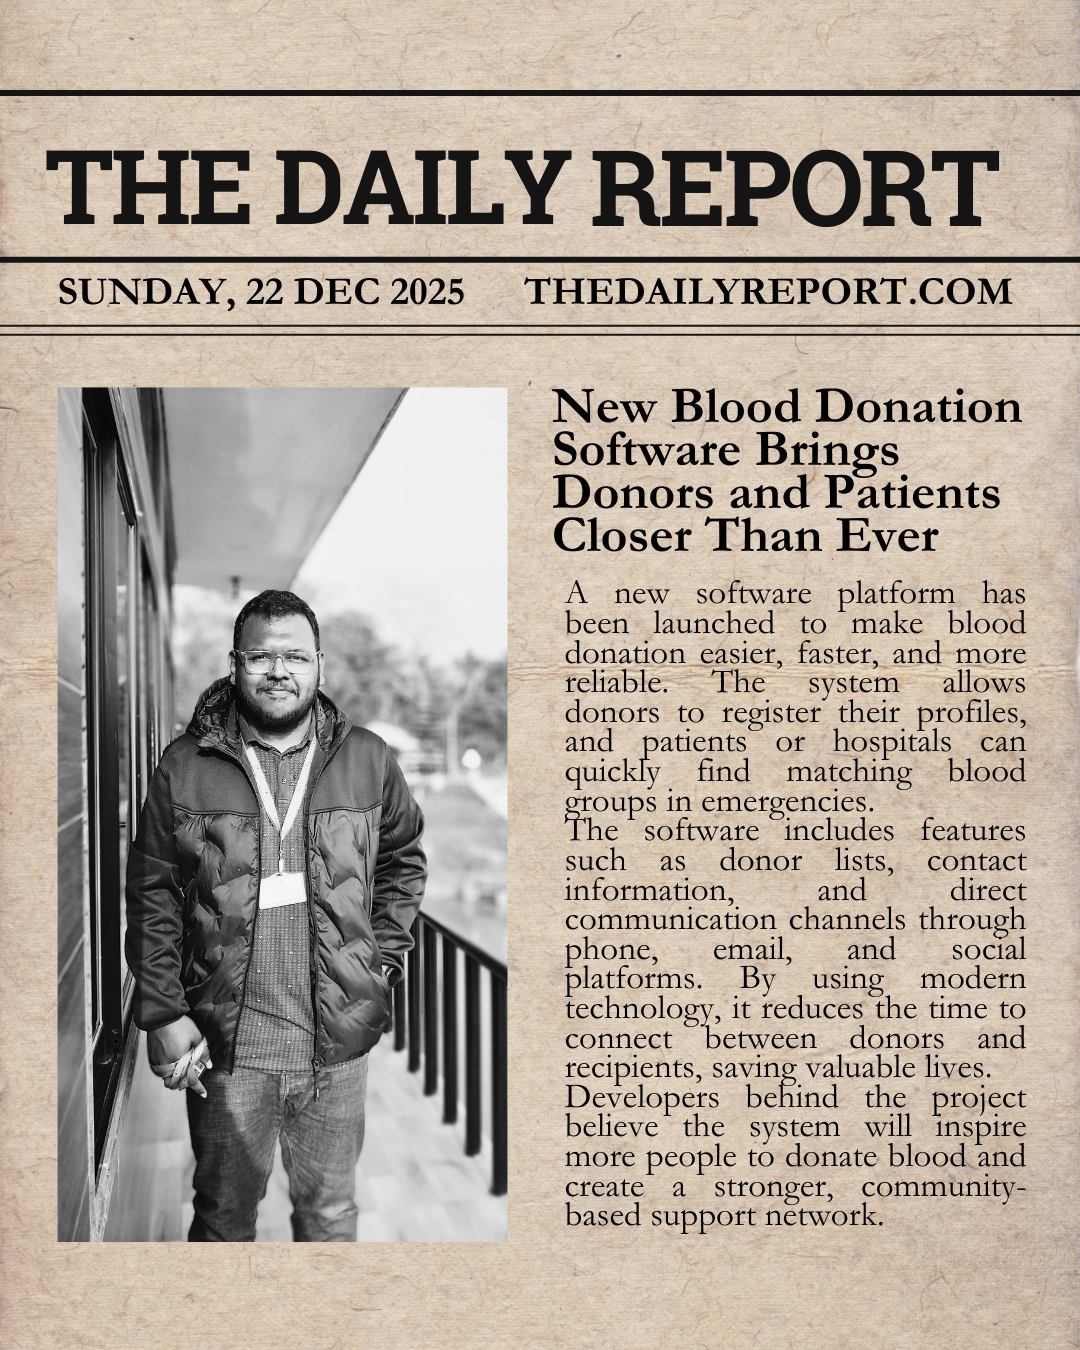 THE DAILY REPORT
SUNDAY, 22 DEC 2025
THEDAILYREPORT.COM
New Blood Donation
Software Brings
Donors and Patients
Closer Than Ever
A new software platform has
been launched to make blood
donation easier, faster, and more
reliable. The system allows
donors to register their profiles,
and patients or hospitals can
quickly find matching blood
groups in emergencies.
The software includes features
such as donor lists, contact
information, and direct
communication channels through
phone, email, and social
platforms. By using modern
technology, it reduces the time to
connect between donors and
recipients, saving valuable lives.
Developers behind the project
believe the system will inspire
more people to donate blood and
create a stronger, community-
based support network.